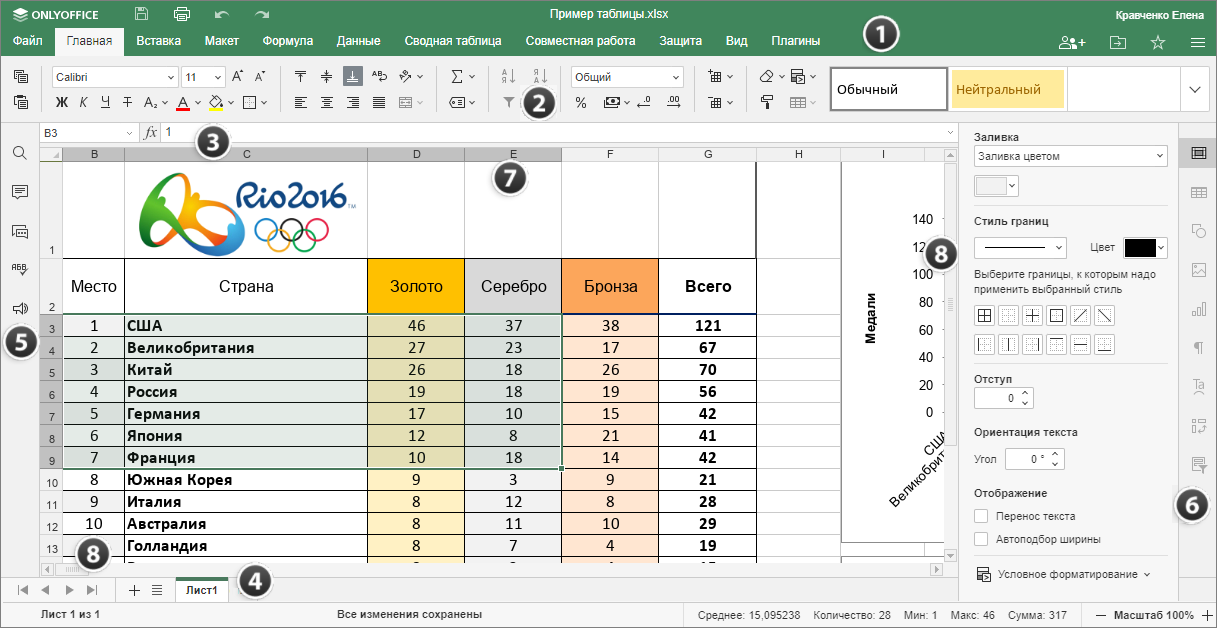 ONLYOFFICE
Пример таблицы.xlsx
Кравченко Елена
Файл Главная Вставка Макет Формула Данные Сводная таблица Совместная работа Защита Вид Плагины
1
Calibri 11 Общий Обычный Нейтральный
Ж К Ч Т А₂ А % 2
B3 fx 1
3
B C D E F G H I
7
Rio2016™
1
140
8
100
Место Страна Золото Серебро Бронза Всего
2
80
60
40
20
0
Медали
США
3 1 США 46 37 38 121
4 2 Великобритания 27 23 17 67
5 3 Китай 26 18 26 70
6 4 Россия 19 18 19 56
7 5 Германия 17 10 15 42
8 6 Япония 12 8 21 41
9 7 Франция 10 18 14 42
10 8 Южная Корея 9 3 9 21
11 9 Италия 8 12 8 28
12 10 Австралия 8 11 10 29
13 Голландия 8 7 4 19
АБВ
5
8
Заливка
Заливка цветом
Стиль границ
Цвет
Выберите границы, к которым надо
применить выбранный стиль
Отступ
0
Ориентация текста
Угол 0 °
Отображение
Перенос текста
Автоподбор ширины
Условное форматирование
Ta
6
Лист1
4
Лист 1 из 1 Все изменения сохранены Среднее: 15,095238 Количество: 28 Мин: 1 Макс: 46 Сумма: 317 Масштаб 100%